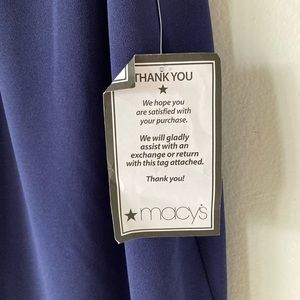 THANK YOU
We hope you
are satisfied with
your purchase.
We will gladly
assist with an
exchange or return
with this tag attached.
Thank you!
macy's